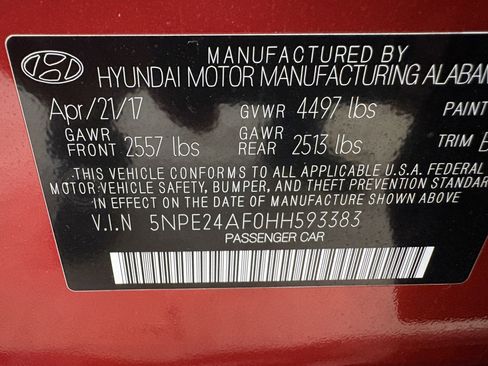 MANUFACTURED BY
HYUNDAI MOTOR MANUFACTURING ALABAM
Apr/21/17 GVWR 4497 lbs PAINT
GAWR FRONT 2557 lbs GAWR REAR 2513 lbs TRIM
THIS VEHICLE CONFORMS TO ALL APPLICABLE U.S.A. FEDERAL
MOTOR-VEHICLE SAFETY, BUMPER, AND THEFT PREVENTION STANDAR
IN EFFECT ON THE DATE OF MANUFACTURE SHOWN ABOVE
V.I.N 5NPE24AF0HH593383
PASSENGER CAR